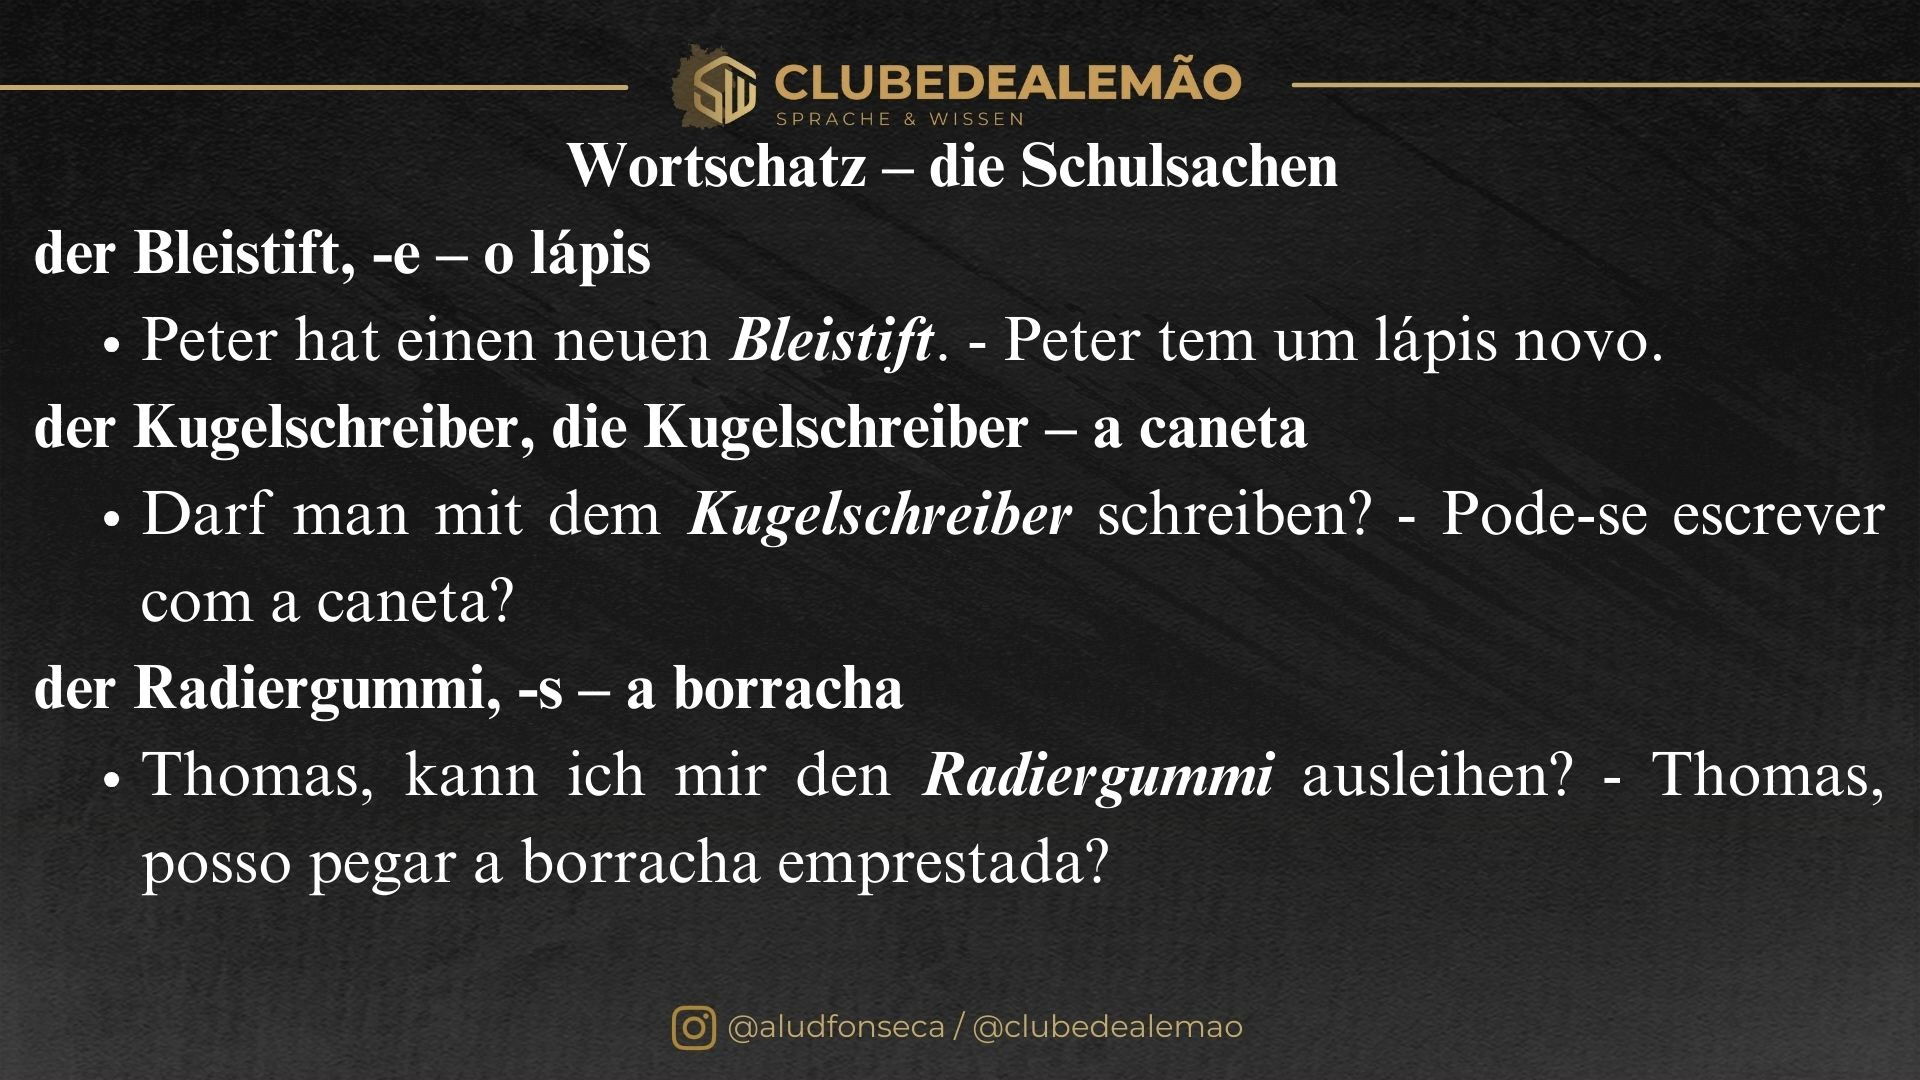 CLUBEDEALEMÃO
SPRACHE & WISSEN
Wortschatz – die Schulsachen
der Bleistift, -e – o lápis
• Peter hat einen neuen Bleistift. - Peter tem um lápis novo.
der Kugelschreiber, die Kugelschreiber – a caneta
• Darf man mit dem Kugelschreiber schreiben? - Pode-se escrever
com a caneta?
der Radiergummi, -s – a borracha
• Thomas, kann ich mir den Radiergummi ausleihen? - Thomas,
posso pegar a borracha emprestada?
@aludfonseca / @clubedealemao